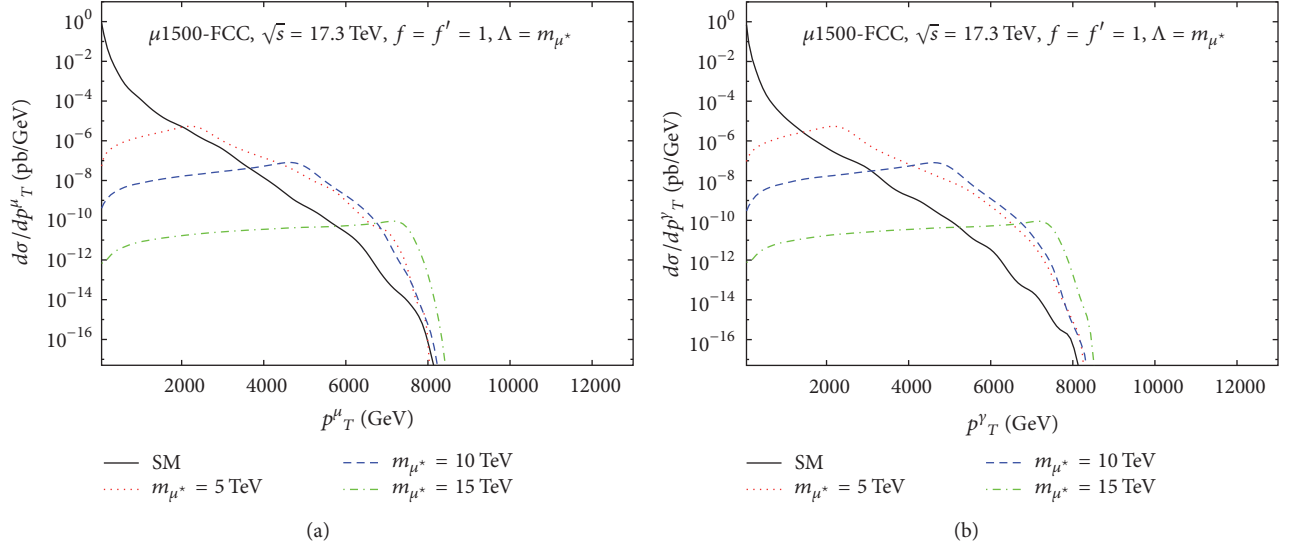 μ1500-FCC, √s = 17.3 TeV, f = f′ = 1, Λ = m_μ⋆
10^0
10^−2
10^−4
10^−6
10^−8
10^−10
10^−12
10^−14
10^−16
dσ/dp^μ_T (pb/GeV)
2000 4000 6000 8000 10000 12000
p^μ_T (GeV)
SM
m_μ⋆ = 5 TeV
m_μ⋆ = 10 TeV
m_μ⋆ = 15 TeV
(a)
μ1500-FCC, √s = 17.3 TeV, f = f′ = 1, Λ = m_μ⋆
10^0
10^−2
10^−4
10^−6
10^−8
10^−10
10^−12
10^−14
10^−16
dσ/dp^γ_T (pb/GeV)
2000 4000 6000 8000 10000 12000
p^γ_T (GeV)
SM
m_μ⋆ = 5 TeV
m_μ⋆ = 10 TeV
m_μ⋆ = 15 TeV
(b)